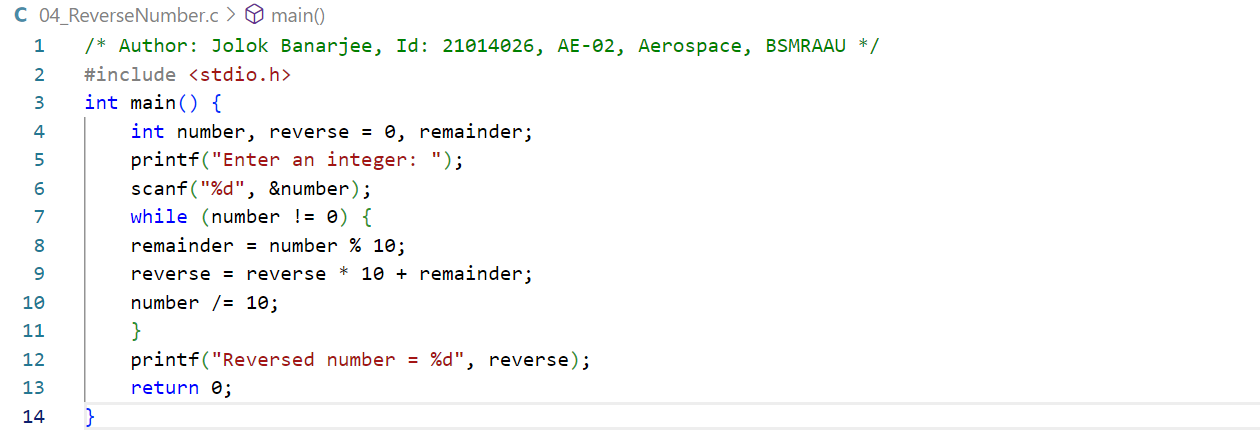 C 04_ReverseNumber.c > main()
1 /* Author: Jolok Banarjee, Id: 21014026, AE-02, Aerospace, BSMRAAU */
2 #include <stdio.h>
3 int main() {
4 int number, reverse = 0, remainder;
5 printf("Enter an integer: ");
6 scanf("%d", &number);
7 while (number != 0) {
8 remainder = number % 10;
9 reverse = reverse * 10 + remainder;
10 number /= 10;
11 }
12 printf("Reversed number = %d", reverse);
13 return 0;
14 }